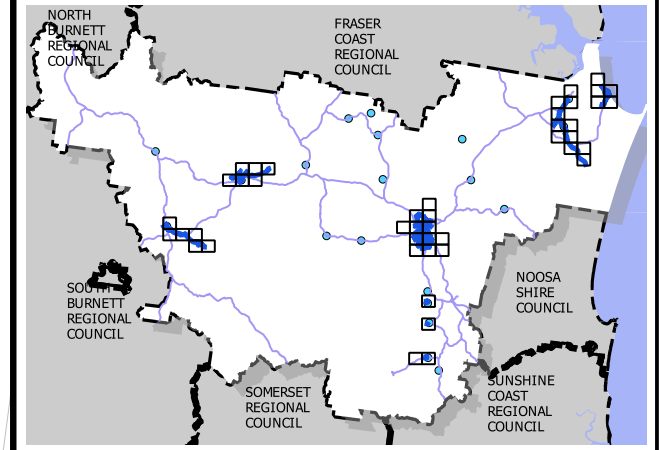 NORTH
BURNETT
REGIONAL
COUNCIL
FRASER
COAST
REGIONAL
COUNCIL
SOUTH
BURNETT
REGIONAL
COUNCIL
NOOSA
SHIRE
COUNCIL
SOMERSET
REGIONAL
COUNCIL
SUNSHINE
COAST
REGIONAL
COUNCIL